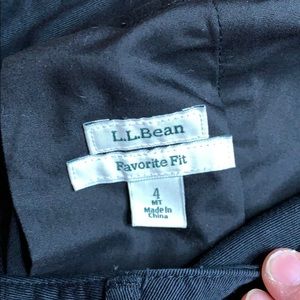 L.L.Bean
Favorite Fit
4
MT
Made In
China